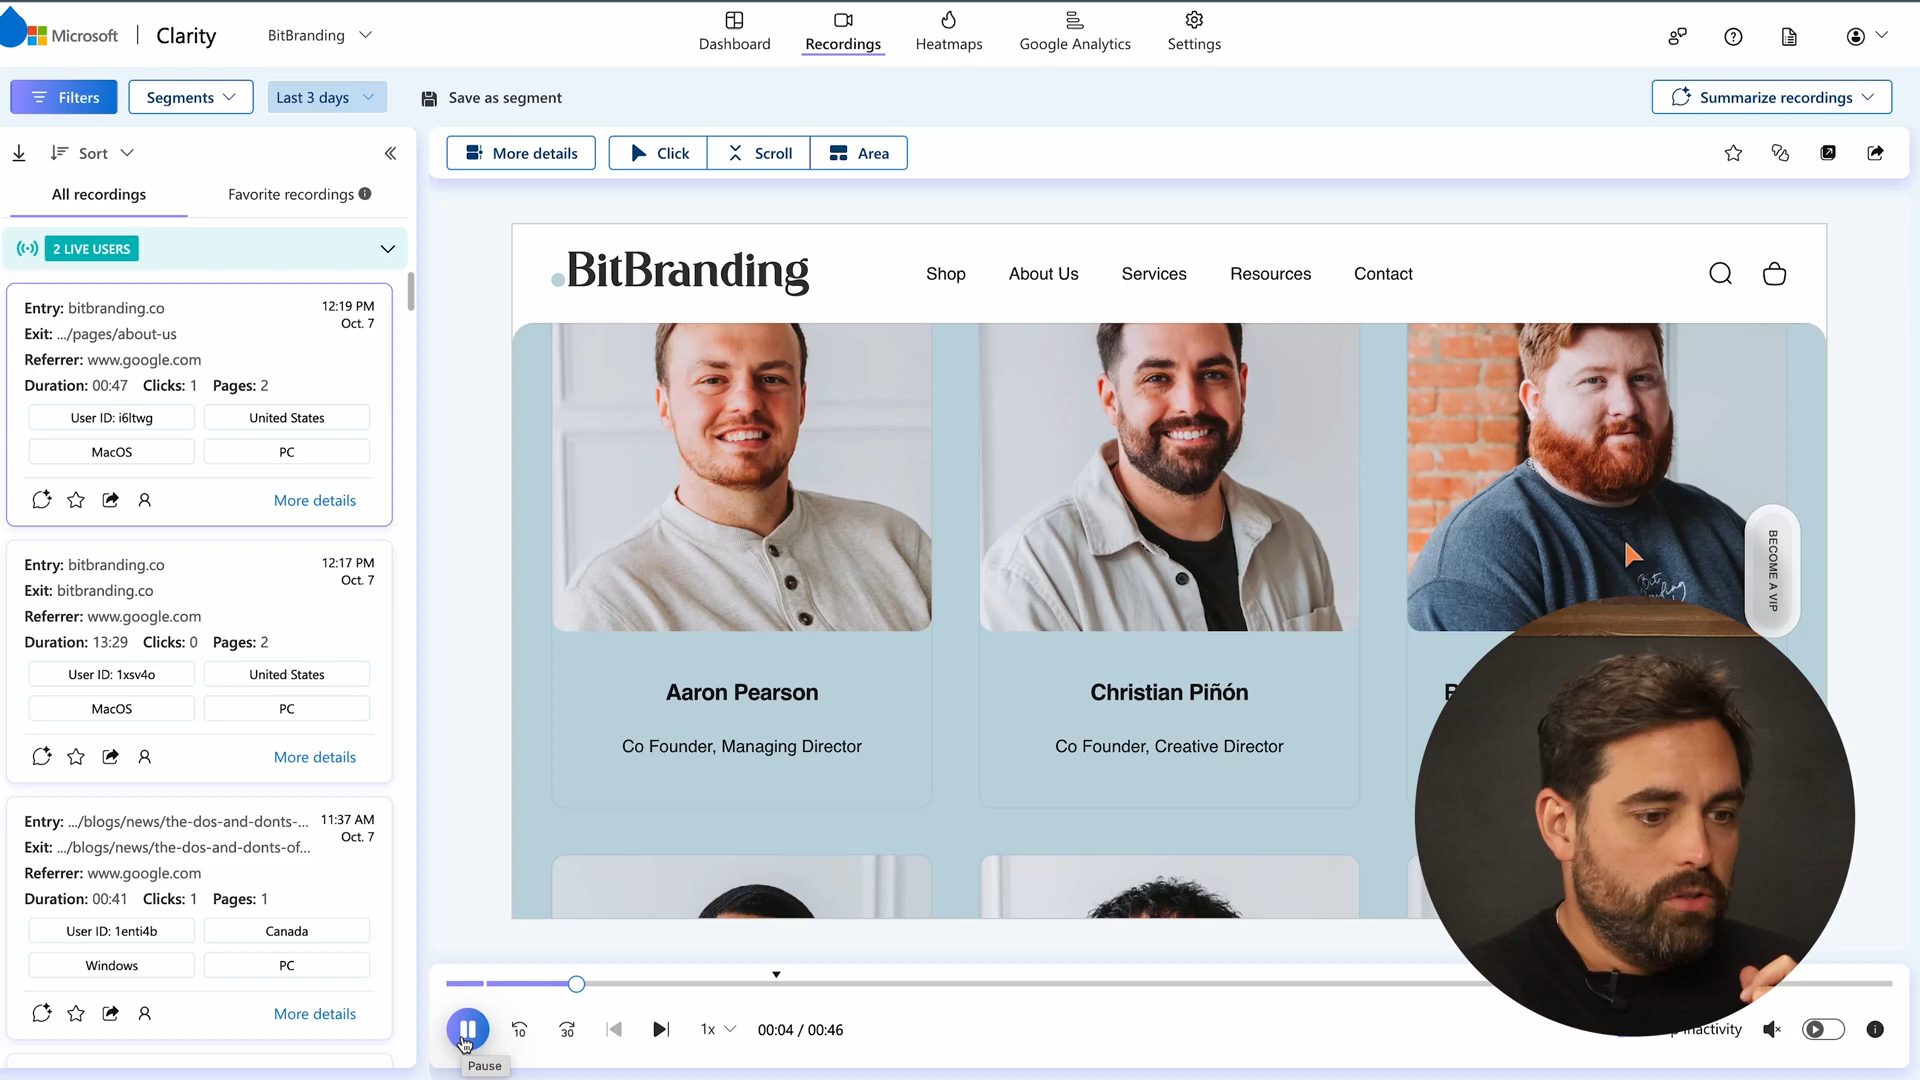 Microsoft | Clarity
BitBranding
Dashboard
Recordings
Heatmaps
Google Analytics
Settings
Filters
Segments
Last 3 days
Save as segment
Summarize recordings
Sort
More details
Click
Scroll
Area
All recordings
Favorite recordings
2 LIVE USERS
Entry: bitbranding.co
12:19 PM
Oct. 7
Exit: .../pages/about-us
Referrer: www.google.com
Duration: 00:47 Clicks: 1 Pages: 2
User ID: i6ltwg
United States
MacOS
PC
More details
Entry: bitbranding.co
12:17 PM
Oct. 7
Exit: bitbranding.co
Referrer: www.google.com
Duration: 13:29 Clicks: 0 Pages: 2
User ID: 1xsv4o
United States
MacOS
PC
More details
Entry: .../blogs/news/the-dos-and-donts-...
11:37 AM
Oct. 7
Exit: .../blogs/news/the-dos-and-donts-of...
Referrer: www.google.com
Duration: 00:41 Clicks: 1 Pages: 1
User ID: 1enti4b
Canada
Windows
PC
More details
BitBranding
Shop
About Us
Services
Resources
Contact
BECOME A VIP
Aaron Pearson
Co Founder, Managing Director
Christian Piñón
Co Founder, Creative Director
10
30
1x
00:04 / 00:46
inactivity
Pause